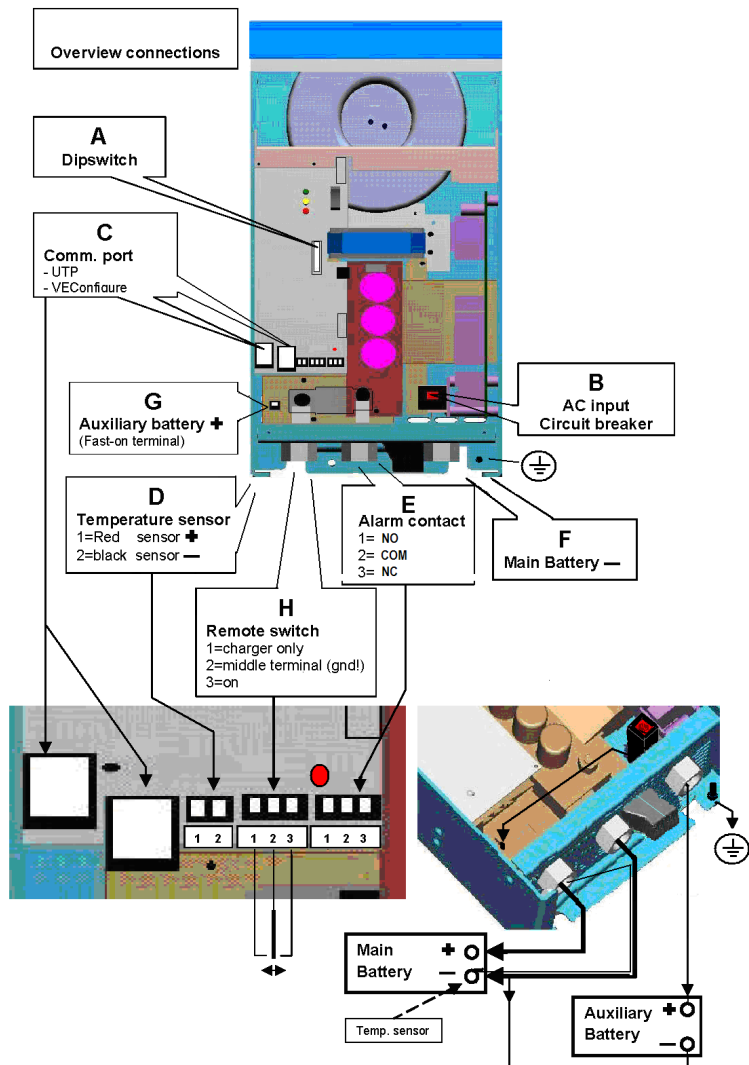 Overview connections
A
Dipswitch
C
Comm. port
- UTP
- VEConfigure
G
Auxiliary battery +
(Fast-on terminal)
B
AC input
Circuit breaker
D
Temperature sensor
1=Red sensor +
2=black sensor —
E
Alarm contact
1= NO
2= COM
3= NC
F
Main Battery —
H
Remote switch
1=charger only
2=middle terminal (gnd!)
3=on
1 2 1 2 3 1 2 3
Main +
Battery —
Temp. sensor
Auxiliary +
Battery —